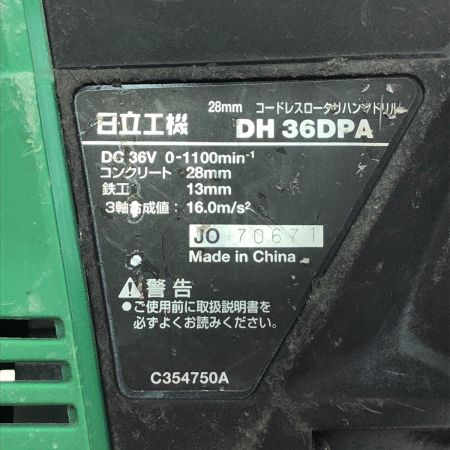 28mm コードレスロータリハンマドリル
日立工機 DH 36DPA
DC 36V 0-1100min⁻¹
コンクリート 28mm
鉄工 13mm
3軸合成値: 16.0m/s²
JO 70671
Made in China
⚠警告
●ご使用前に取扱説明書を
必ずよくお読みください。
C354750A